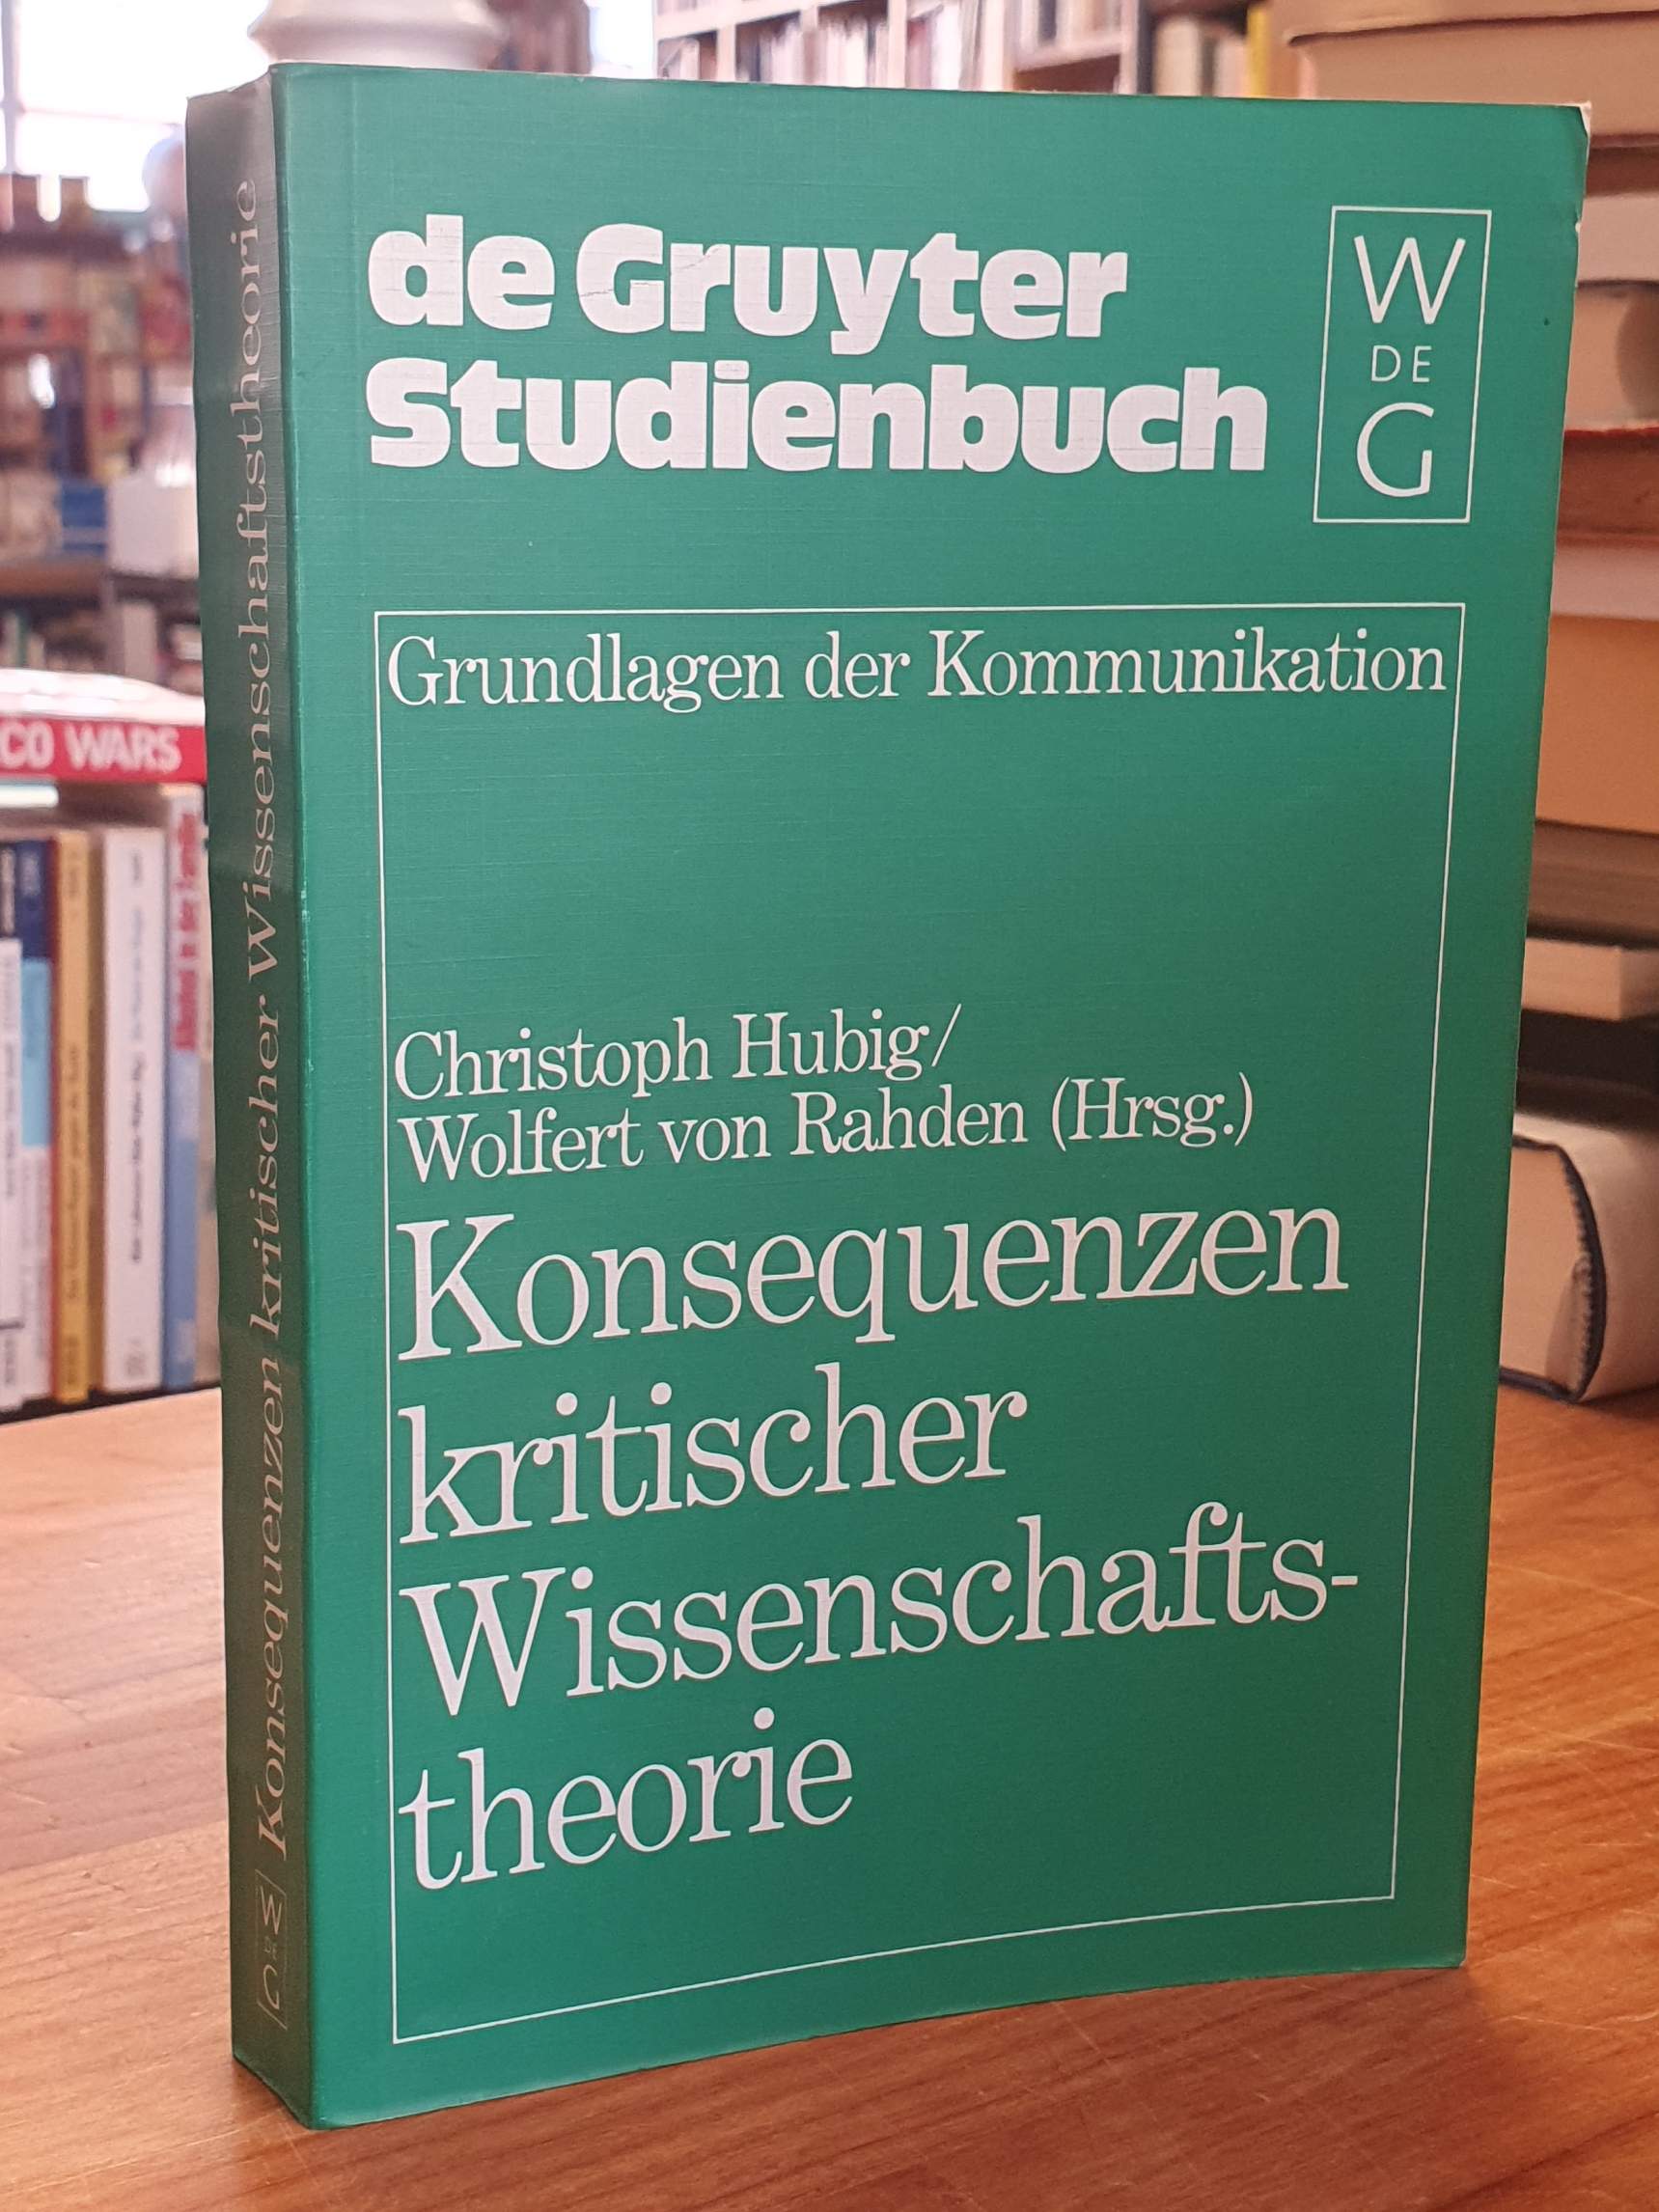 de Gruyter
Studienbuch
W
DE
G
Grundlagen der Kommunikation
Christoph Hubig/
Wolfert von Rahden (Hrsg.)
Konsequenzen
kritischer
Wissenschafts-
theorie
Konsequenzen kritischer Wissenschaftstheorie
CO WARS